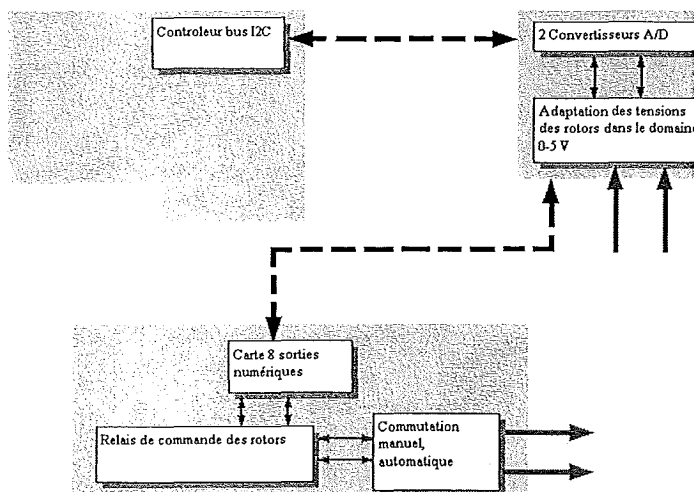 Controleur bus I2C
2 Convertisseurs A/D
Adaptation des tensions
des rotors dans le domaine
0-5 V
Carte 8 sorties
numériques
Relais de commande des rotors
Commutation
manuel,
automatique